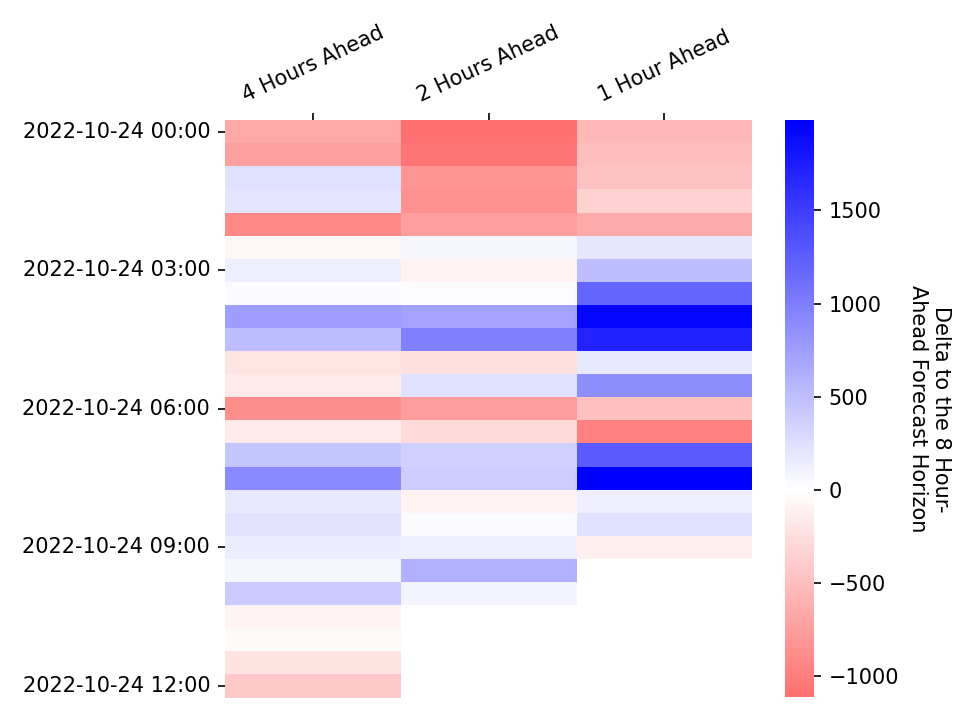 4 Hours Ahead
2 Hours Ahead
1 Hour Ahead
2022-10-24 00:00
2022-10-24 03:00
2022-10-24 06:00
2022-10-24 09:00
2022-10-24 12:00
1500
1000
500
0
−500
−1000
Delta to the 8 Hour-
Ahead Forecast Horizon